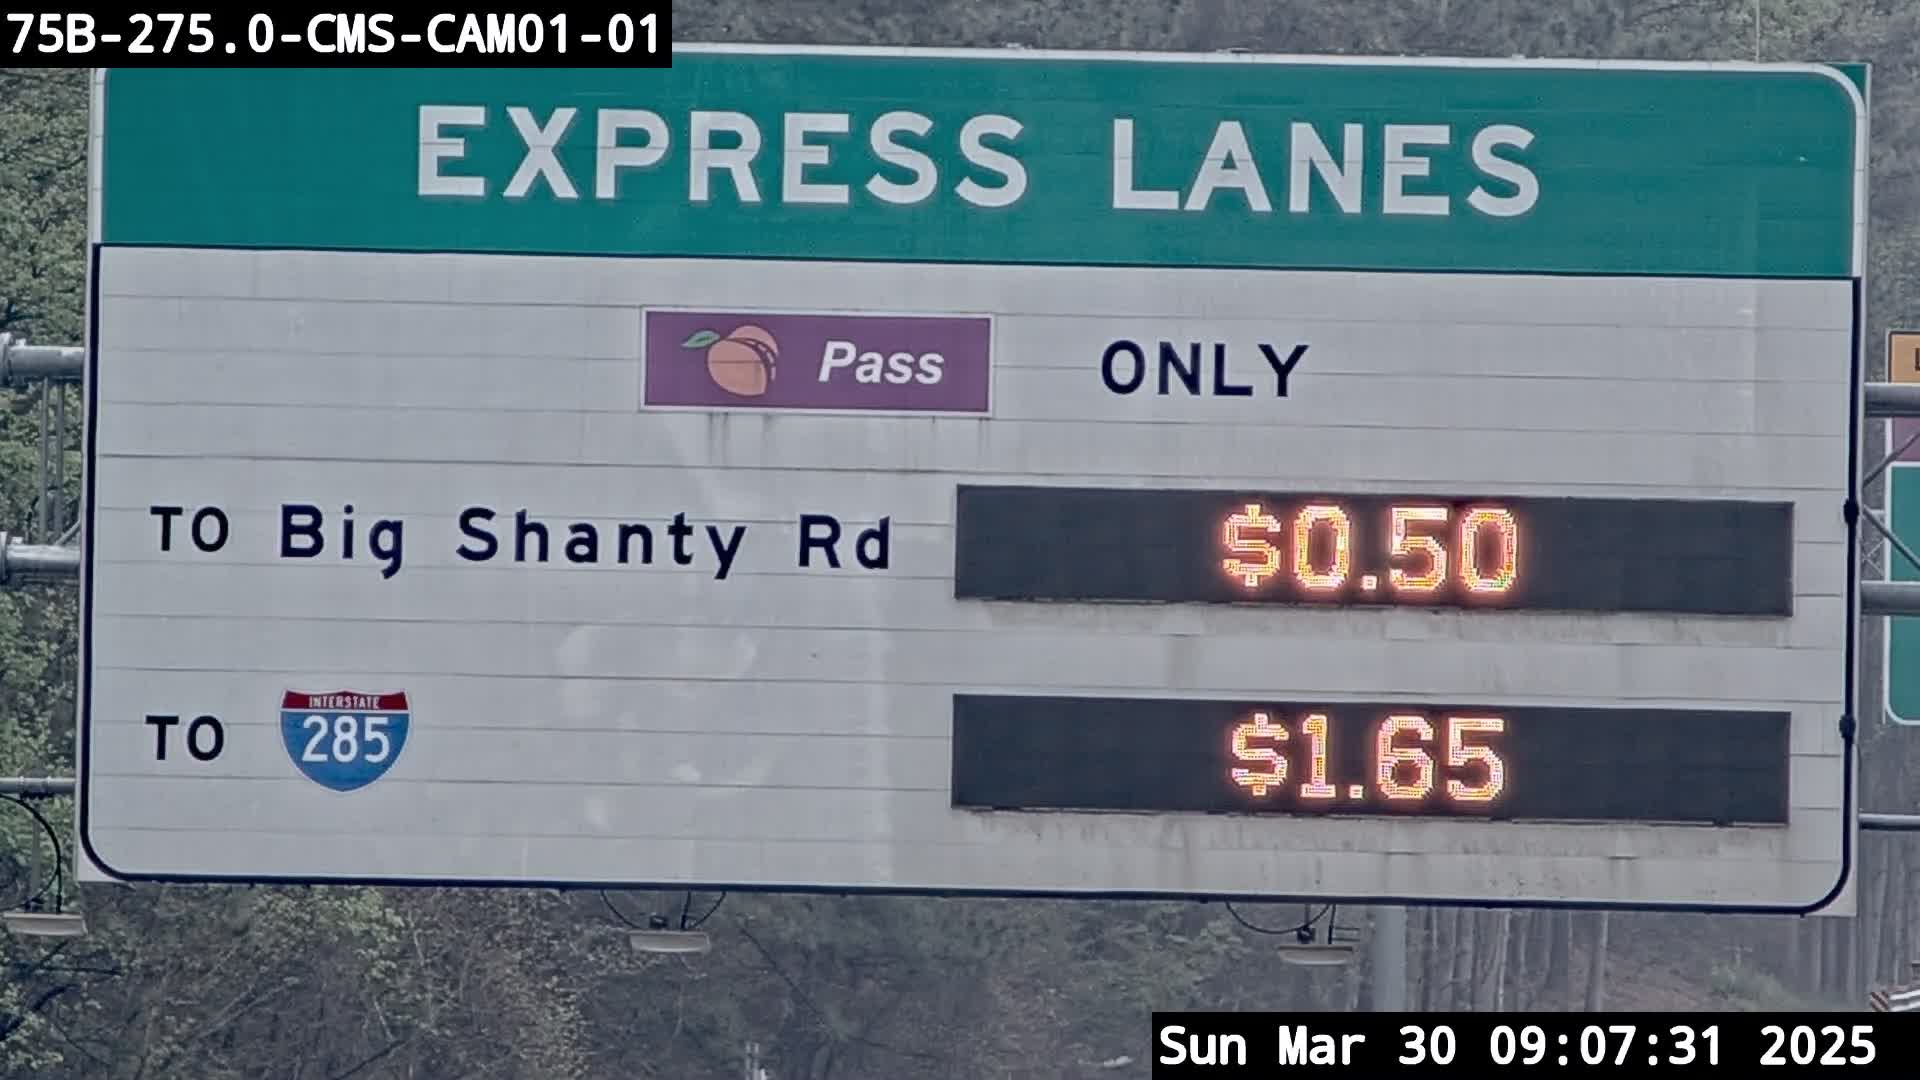 75B-275.0-CMS-CAM01-01
EXPRESS LANES
Pass ONLY
TO Big Shanty Rd $0.50
INTERSTATE
TO 285 $1.65
Sun Mar 30 09:07:31 2025